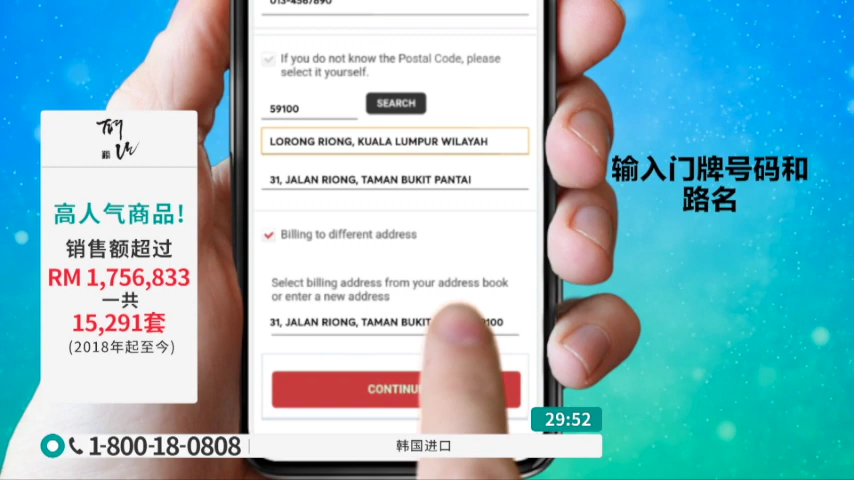 013-4567890
If you do not know the Postal Code, please
select it yourself.
59100
SEARCH
LORONG RIONG, KUALA LUMPUR WILAYAH
31, JALAN RIONG, TAMAN BUKIT PANTAI
Billing to different address
Select billing address from your address book
or enter a new address
31, JALAN RIONG, TAMAN BUKIT
100
CONTINU
输入门牌号码和
路名
高人气商品!
销售额超过
RM 1,756,833
一共
15,291套
(2018年起至今)
29:52
1-800-18-0808
韩国进口